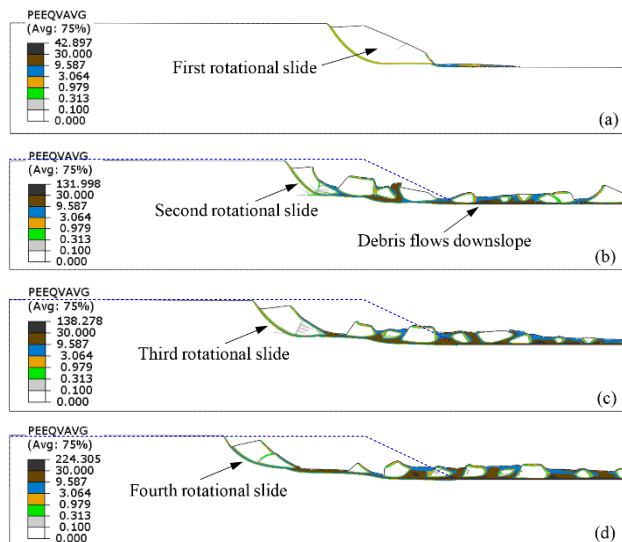 PEEQVAVG
(Avg: 75%)
42.897
30.000
9.587
3.064
0.979
0.313
0.100
0.000
First rotational slide
(a)
PEEQVAVG
(Avg: 75%)
131.998
30.000
9.587
3.064
0.979
0.313
0.100
0.000
Second rotational slide
Debris flows downslope
(b)
PEEQVAVG
(Avg: 75%)
138.278
30.000
9.587
3.064
0.979
0.313
0.100
0.000
Third rotational slide
(c)
PEEQVAVG
(Avg: 75%)
224.305
30.000
9.587
3.064
0.979
0.313
0.100
0.000
Fourth rotational slide
(d)